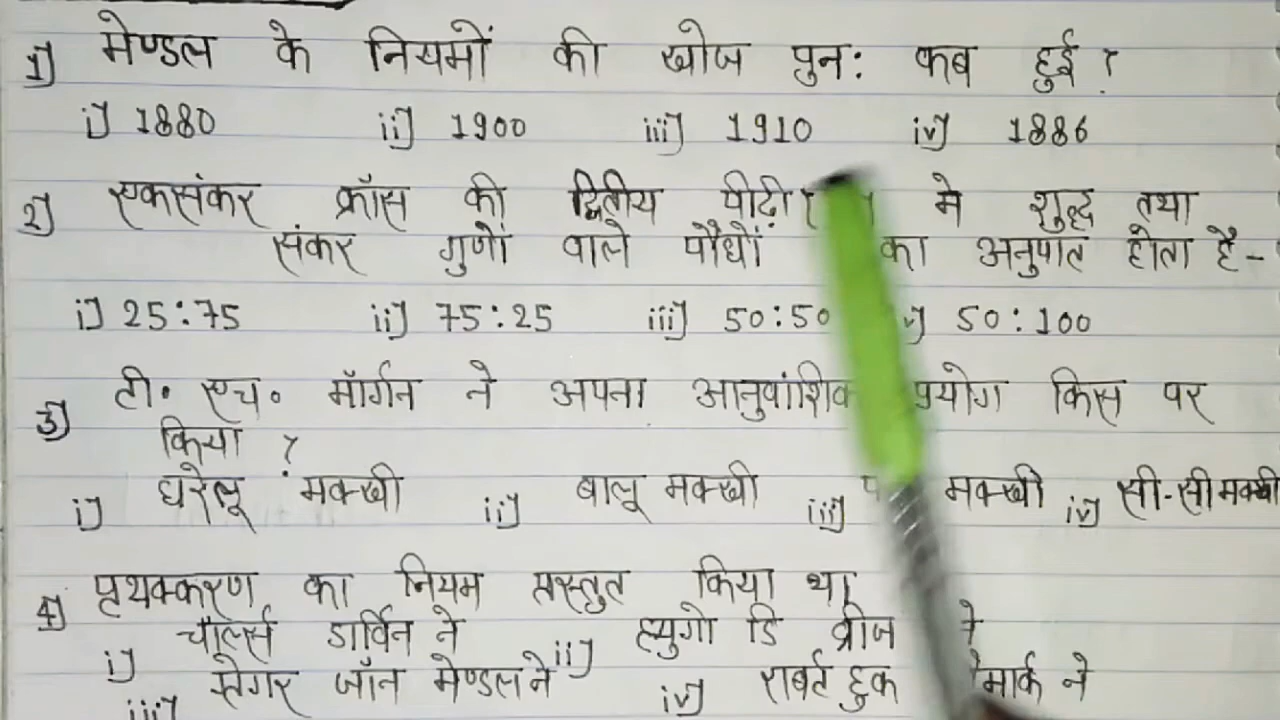 1) मेण्डल के नियमों की खोज पुनः कब हुई ?
i) 1880 ii) 1900 iii) 1910 iv) 1886
2) एकसंकर क्रॉस की द्वितीय पीढ़ी मे शुद्ध तथा
संकर गुणों वाले पौधों का अनुपात होता है -
i) 25:75 ii) 75:25 iii) 50:50 iv) 50:100
3) टी. एच. मॉर्गन ने अपना आनुवांशिक प्रयोग किस पर
किया ?
i) घरेलू मक्खी ii) बालू मक्खी iii) मक्खी iv) सी-सी मक्खी
4) पृथक्करण का नियम प्रस्तुत किया था
i) चार्ल्स डार्विन ने ii) ह्युगो डि व्रीज ने
iii) ग्रेगर जॉन मेण्डल ने iv) राबर्ट हुक ने